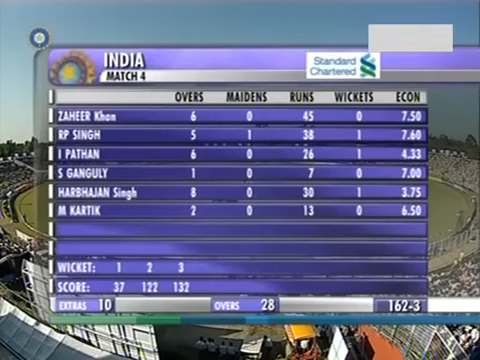 INDIA
MATCH 4
Standard
Chartered
OVERS MAIDENS RUNS WICKETS ECON
ZAHEER Khan 6 0 45 0 7.50
RP SINGH 5 1 38 1 7.60
I PATHAN 6 0 26 1 4.33
S GANGULY 1 0 7 0 7.00
HARBHAJAN Singh 8 0 30 1 3.75
M KARTIK 2 0 13 0 6.50
WICKET: 1 2 3
SCORE: 37 122 132
EXTRAS 10 OVERS 28 162-3